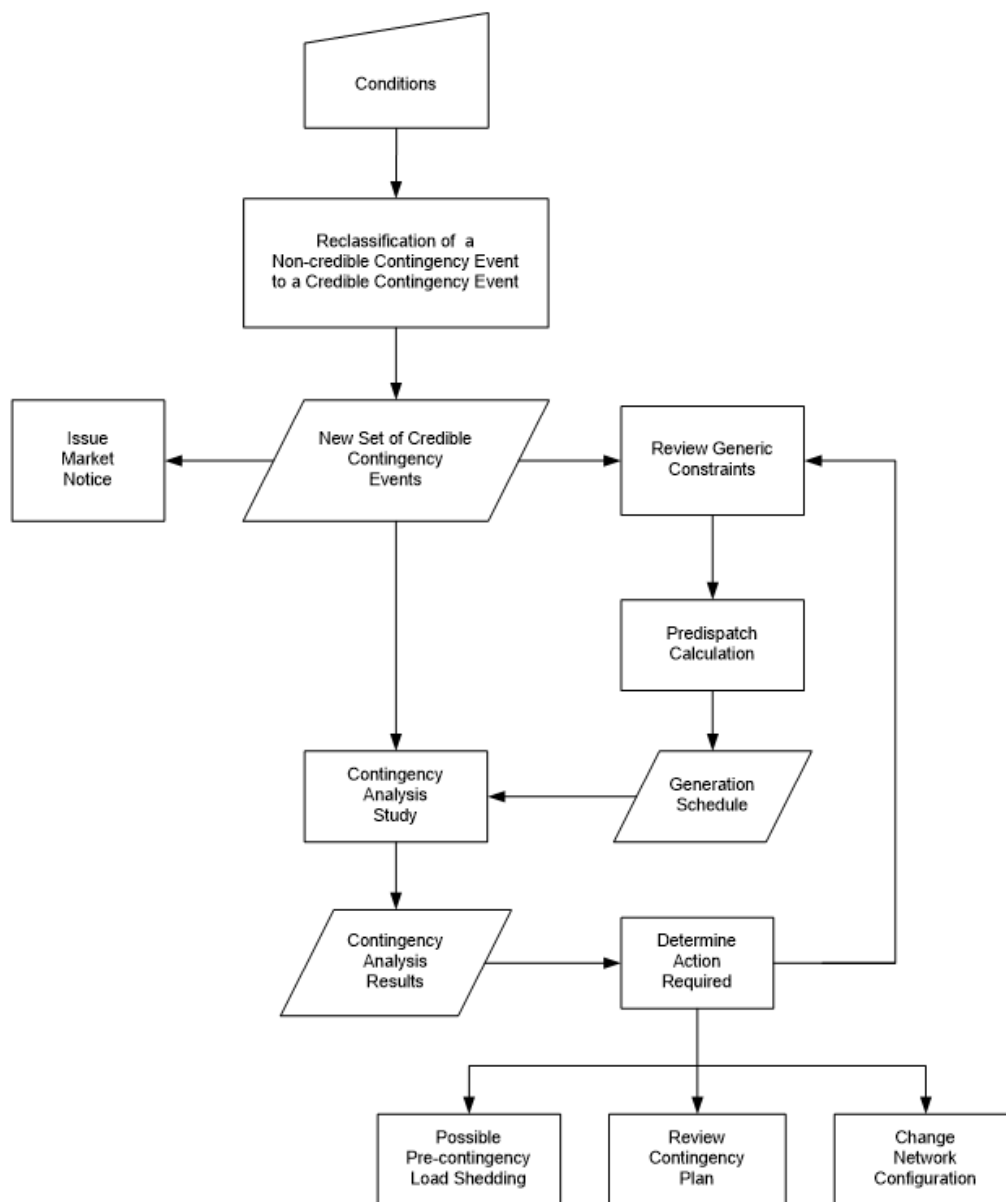 Conditions
Reclassification of a
Non-credible Contingency Event
to a Credible Contingency Event
Issue
Market
Notice
New Set of Credible
Contingency
Events
Review Generic
Constraints
Predispatch
Calculation
Contingency
Analysis
Study
Generation
Schedule
Contingency
Analysis
Results
Determine
Action
Required
Possible
Pre-contingency
Load Shedding
Review
Contingency
Plan
Change
Network
Configuration